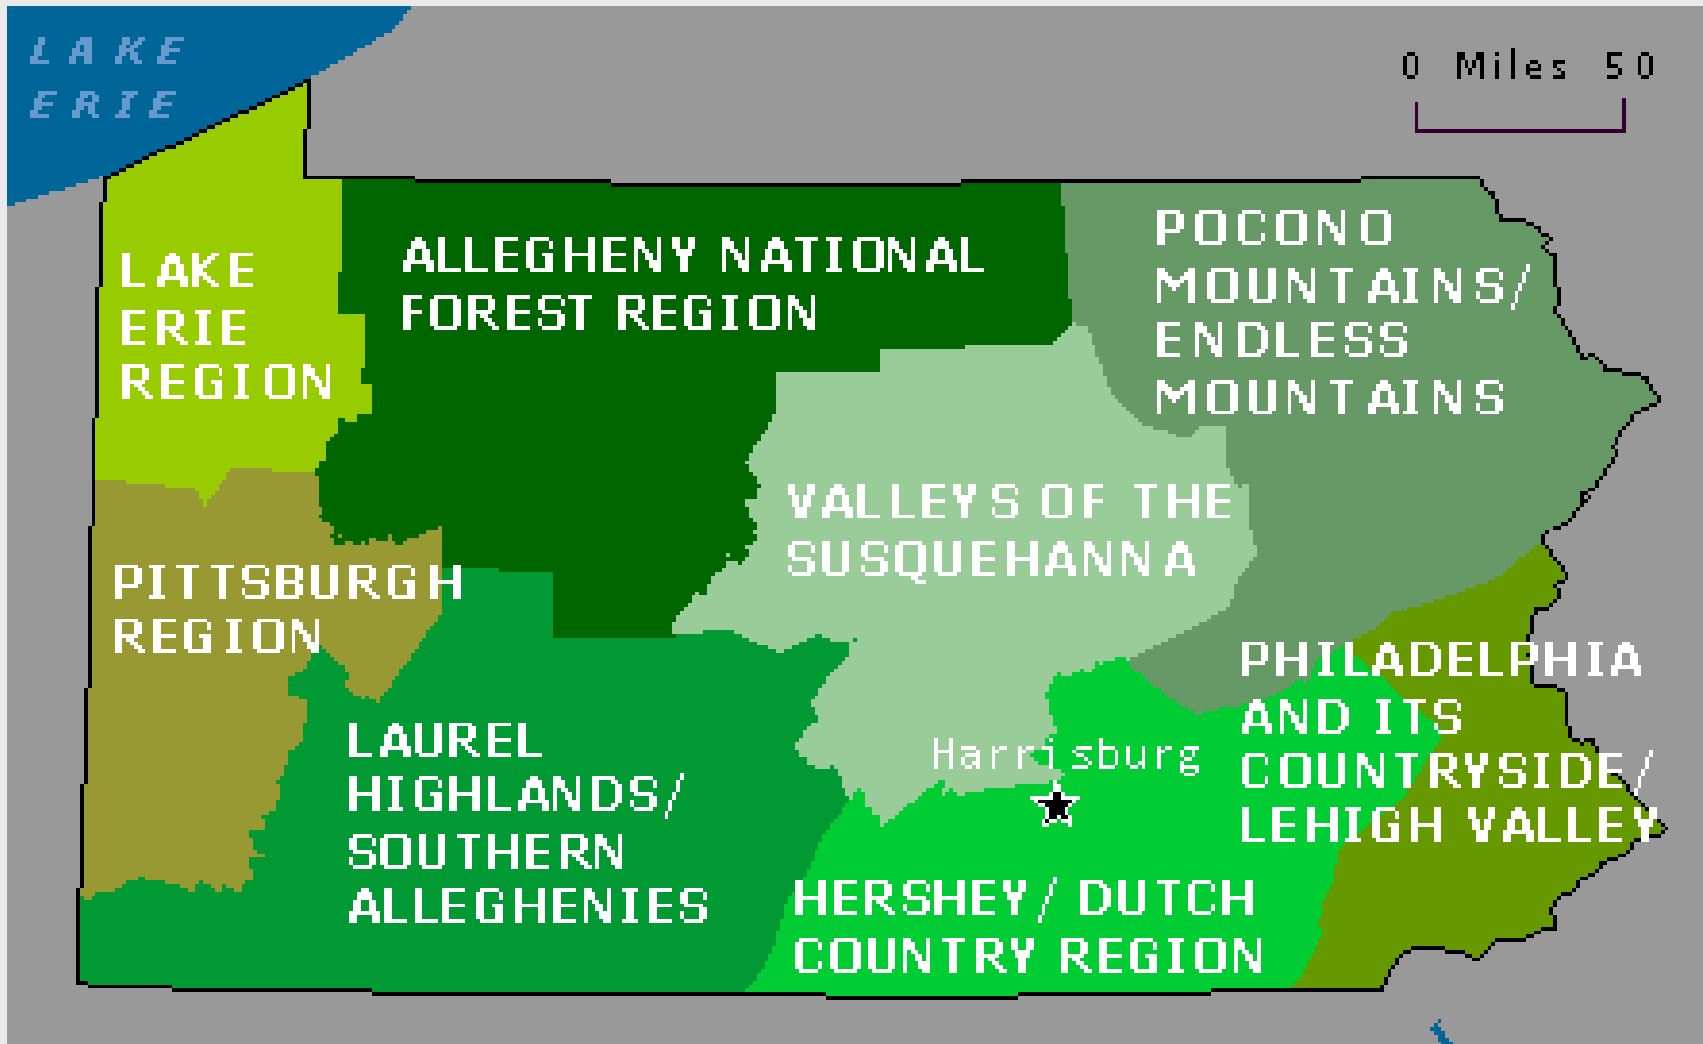 LAKE
ERIE
0 Miles 50
LAKE
ERIE
REGION
ALLEGHENY NATIONAL
FOREST REGION
POCONO
MOUNTAINS/
ENDLESS
MOUNTAINS
VALLEYS OF THE
SUSQUEHANNA
PITTSBURGH
REGION
LAUREL
HIGHLANDS/
SOUTHERN
ALLEGHENIES
Harrisburg
PHILADELPHIA
AND ITS
COUNTRYSIDE/
LEHIGH VALLEY
HERSHEY/ DUTCH
COUNTRY REGION